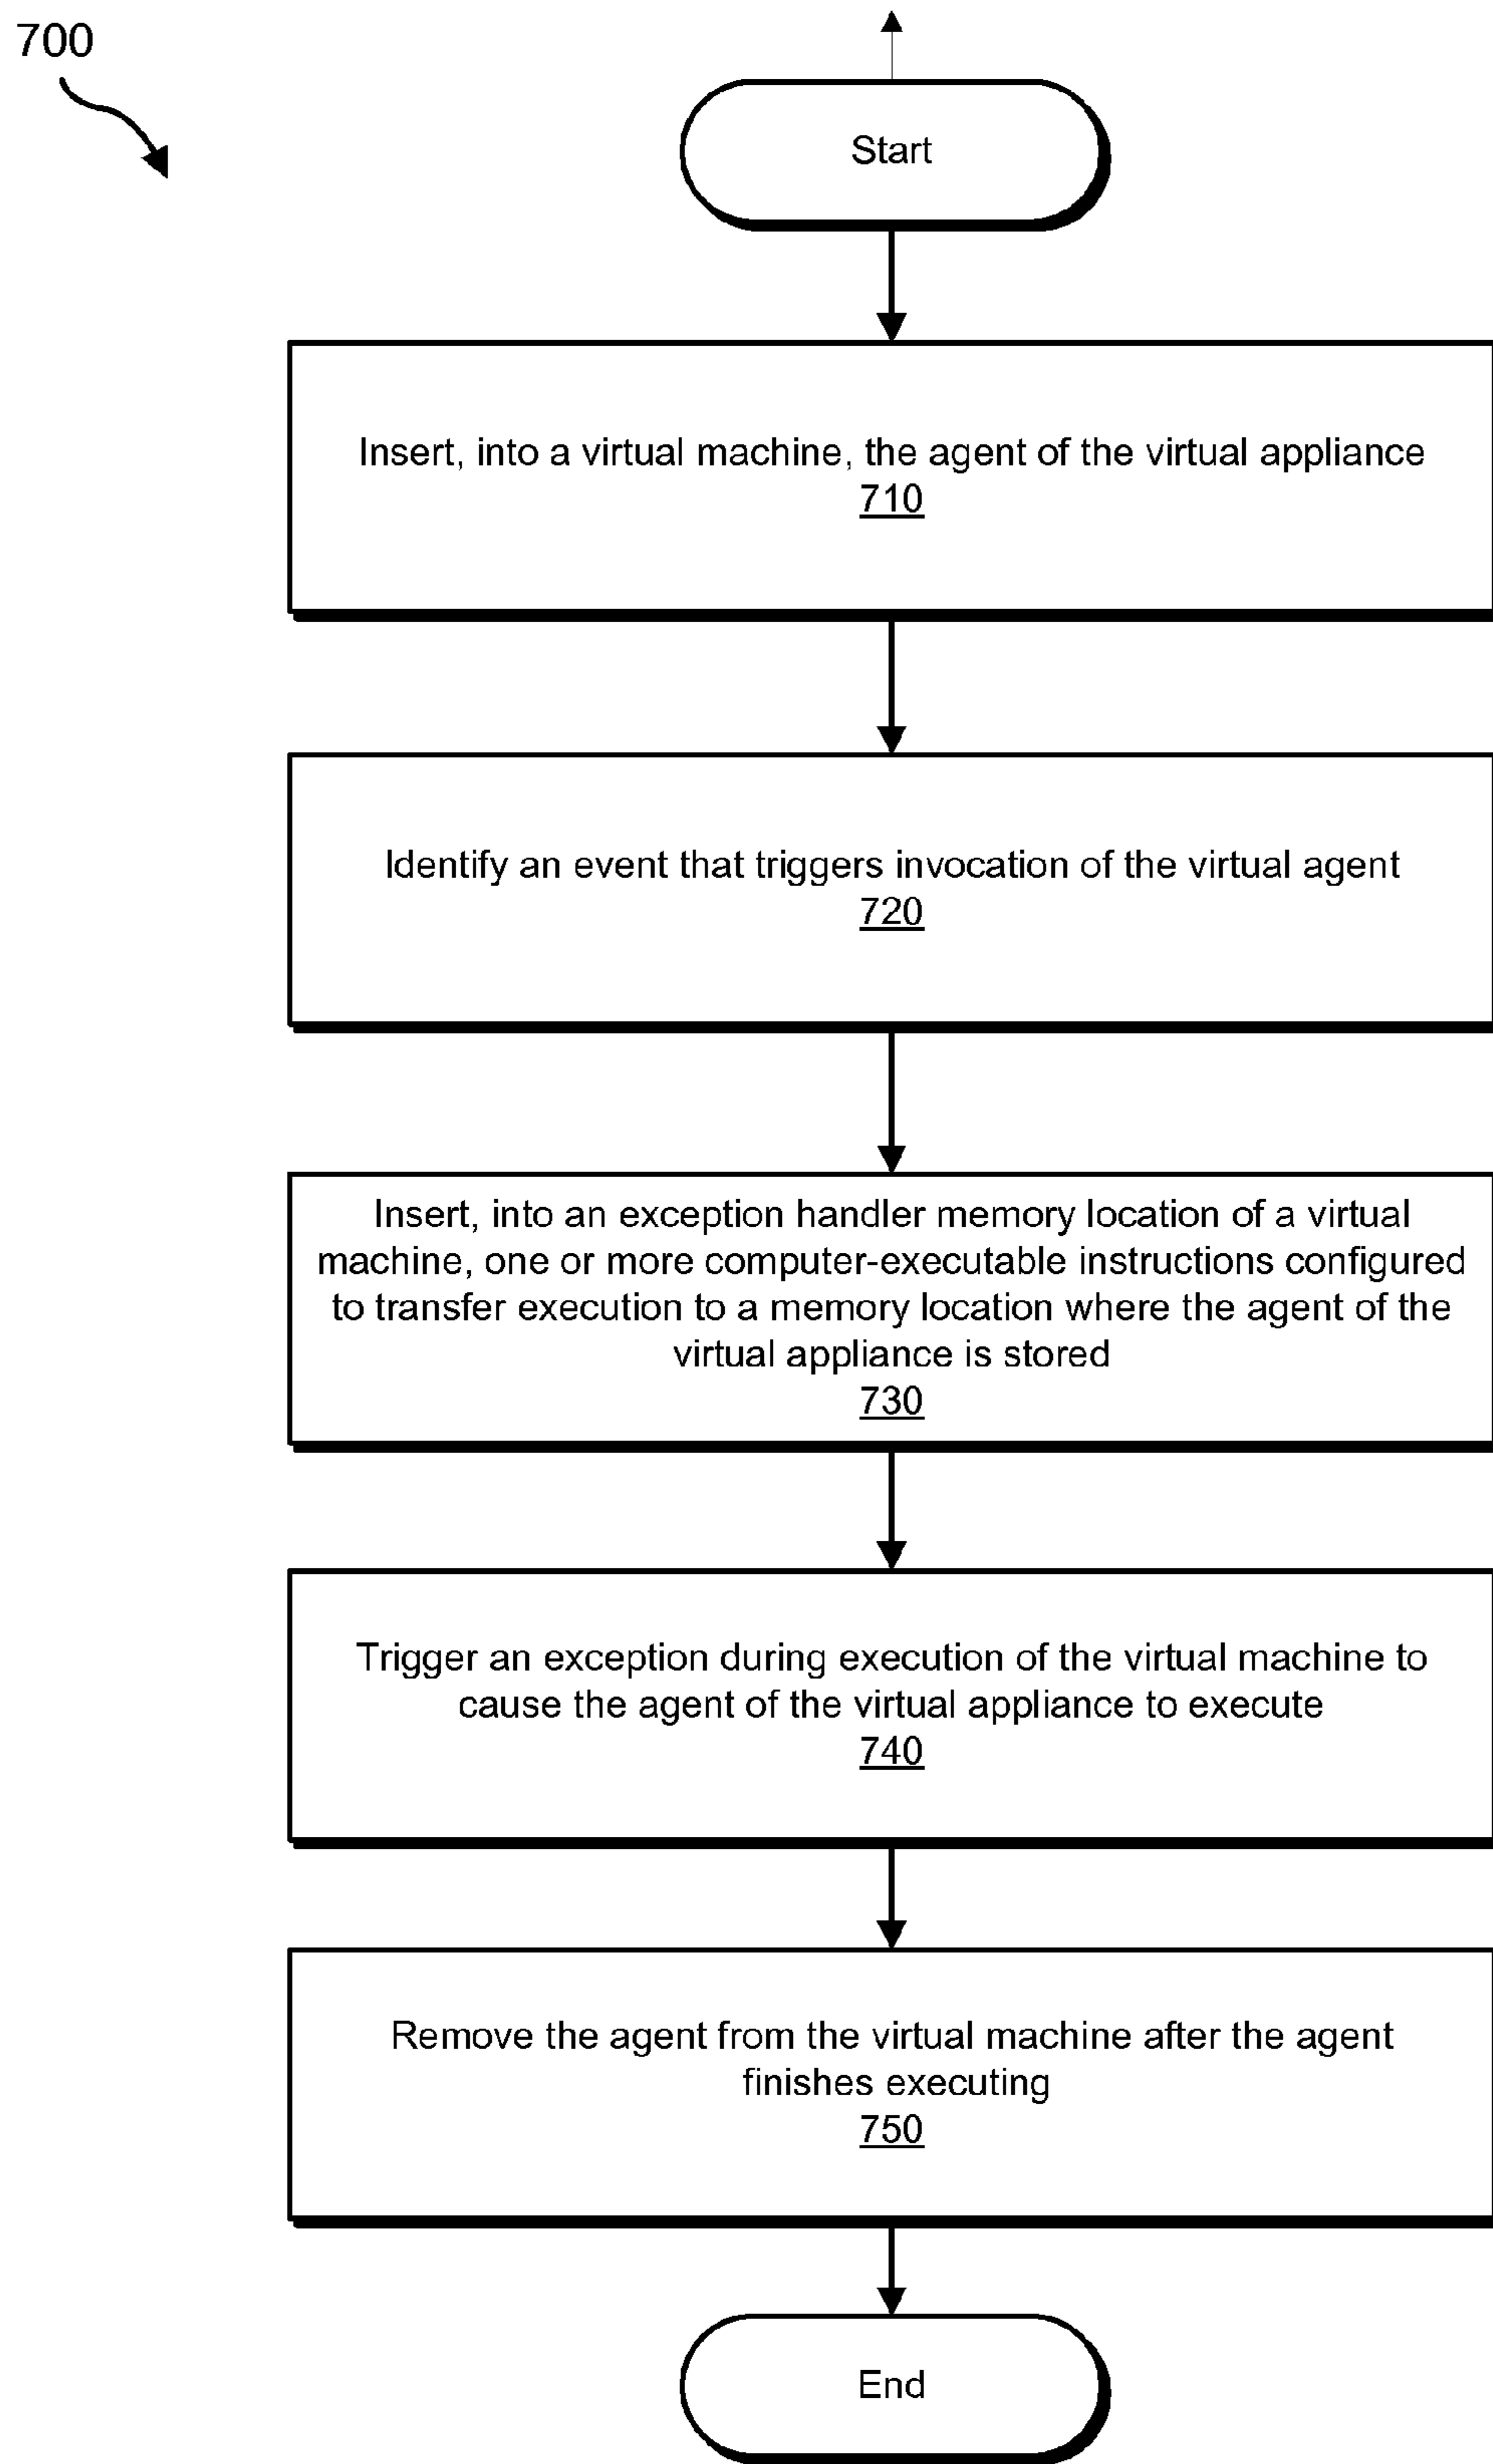 700
Start
Insert, into a virtual machine, the agent of the virtual appliance
710
Identify an event that triggers invocation of the virtual agent
720
Insert, into an exception handler memory location of a virtual
machine, one or more computer-executable instructions configured
to transfer execution to a memory location where the agent of the
virtual appliance is stored
730
Trigger an exception during execution of the virtual machine to
cause the agent of the virtual appliance to execute
740
Remove the agent from the virtual machine after the agent
finishes executing
750
End